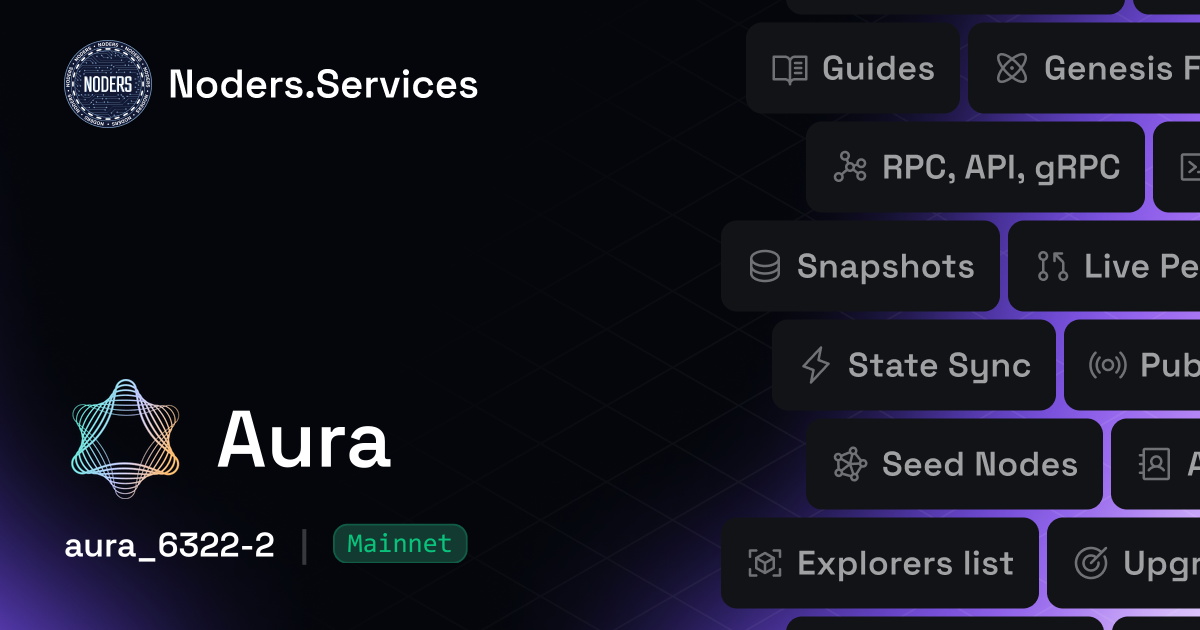 NODERS
Noders.Services
Guides
Genesis F
RPC, API, gRPC
Snapshots
Live Pe
State Sync
Pub
Seed Nodes
A
Explorers list
Upgr
Aura
aura_6322-2 | Mainnet